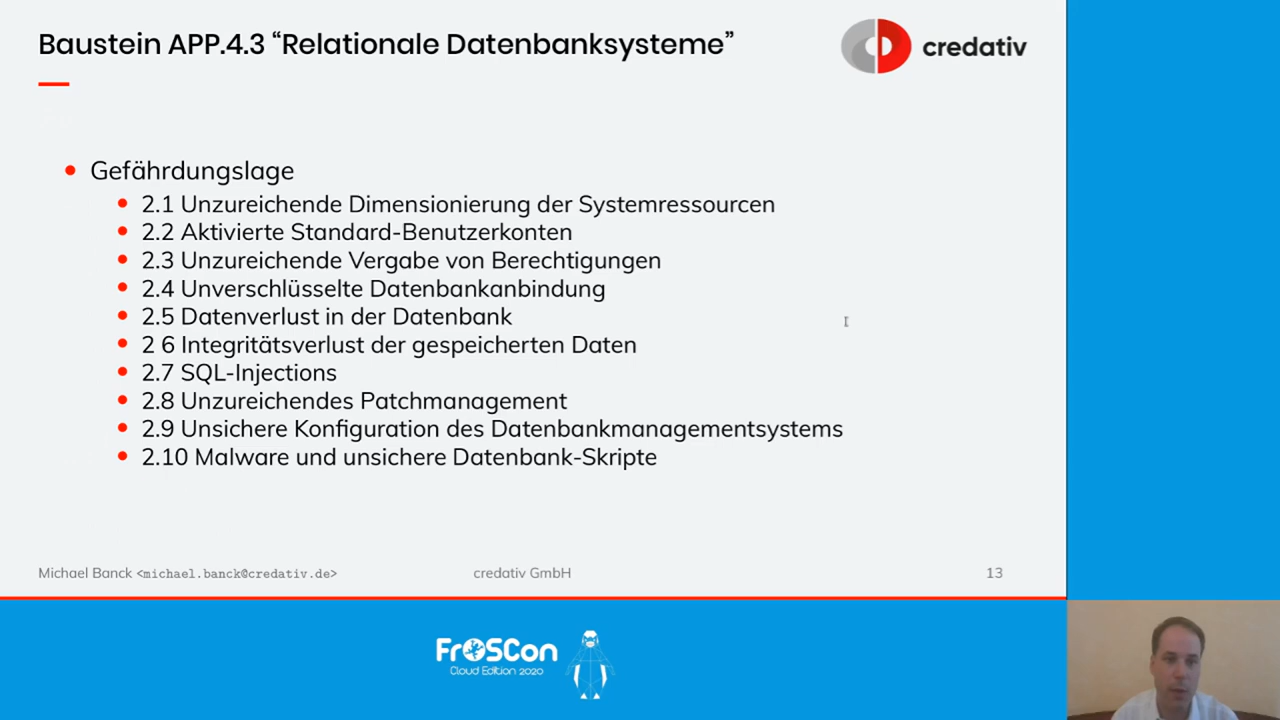 Baustein APP.4.3 “Relationale Datenbanksysteme”
credativ
Gefährdungslage
2.1 Unzureichende Dimensionierung der Systemressourcen
2.2 Aktivierte Standard-Benutzerkonten
2.3 Unzureichende Vergabe von Berechtigungen
2.4 Unverschlüsselte Datenbankanbindung
2.5 Datenverlust in der Datenbank
2 6 Integritätsverlust der gespeicherten Daten
2.7 SQL-Injections
2.8 Unzureichendes Patchmanagement
2.9 Unsichere Konfiguration des Datenbankmanagementsystems
2.10 Malware und unsichere Datenbank-Skripte
Michael Banck <michael.banck@credativ.de> credativ GmbH 13
FrOSCon
Cloud Edition 2020